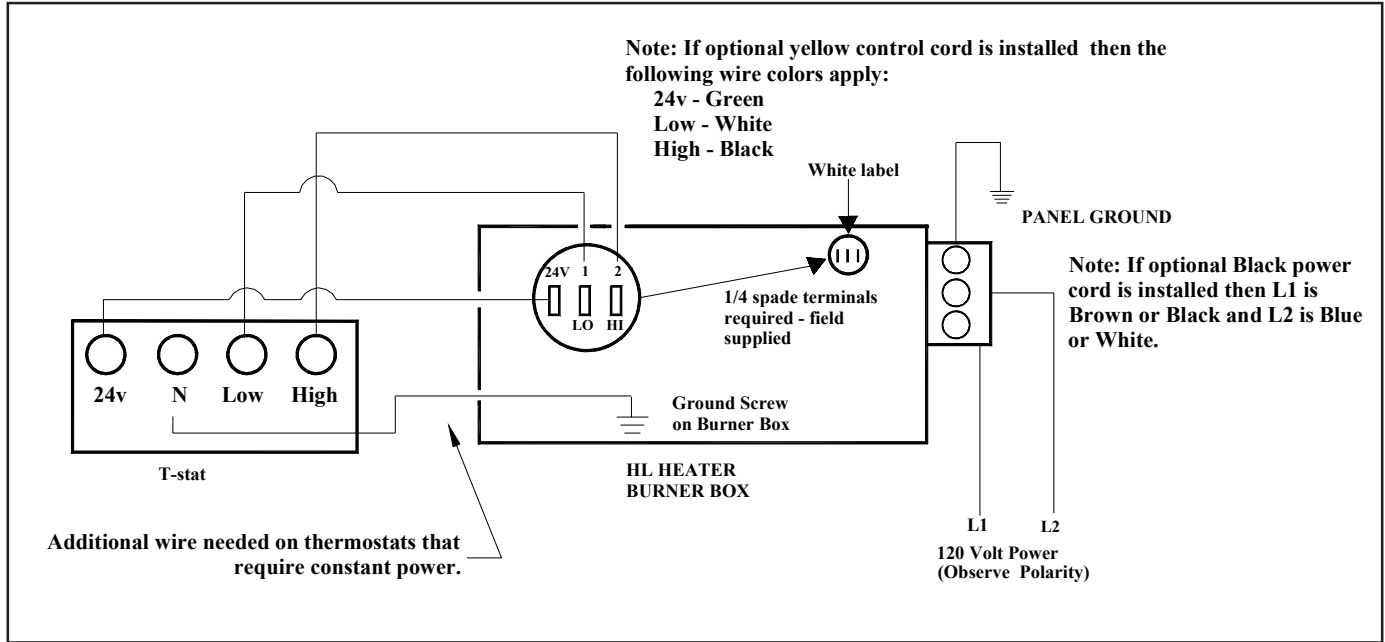 Note: If optional yellow control cord is installed then the
following wire colors apply:
24v - Green
Low - White
High - Black
White label
PANEL GROUND
24V 1 2
LO HI
1/4 spade terminals
required - field
supplied
Note: If optional Black power
cord is installed then L1 is
Brown or Black and L2 is Blue
or White.
24v N Low High
T-stat
Ground Screw
on Burner Box
HL HEATER
BURNER BOX
Additional wire needed on thermostats that
require constant power.
L1 L2
120 Volt Power
(Observe Polarity)